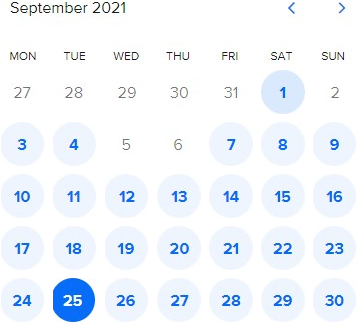 September 2021
MON TUE WED THU FRI SAT SUN
27 28 29 30 31 1 2
3 4 5 6 7 8 9
10 11 12 13 14 15 16
17 18 19 20 21 22 23
24 25 26 27 28 29 30